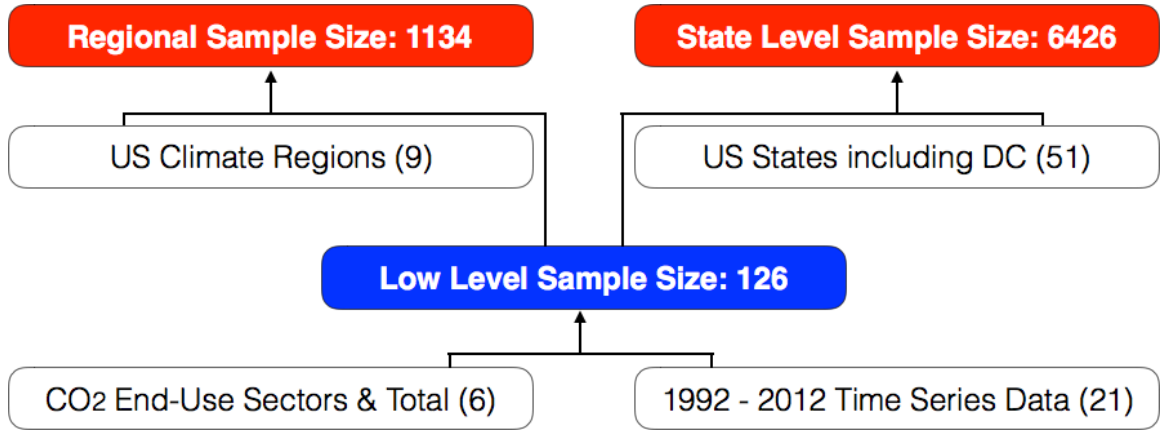 Regional Sample Size: 1134
State Level Sample Size: 6426
US Climate Regions (9)
US States including DC (51)
Low Level Sample Size: 126
CO2 End-Use Sectors & Total (6)
1992 - 2012 Time Series Data (21)